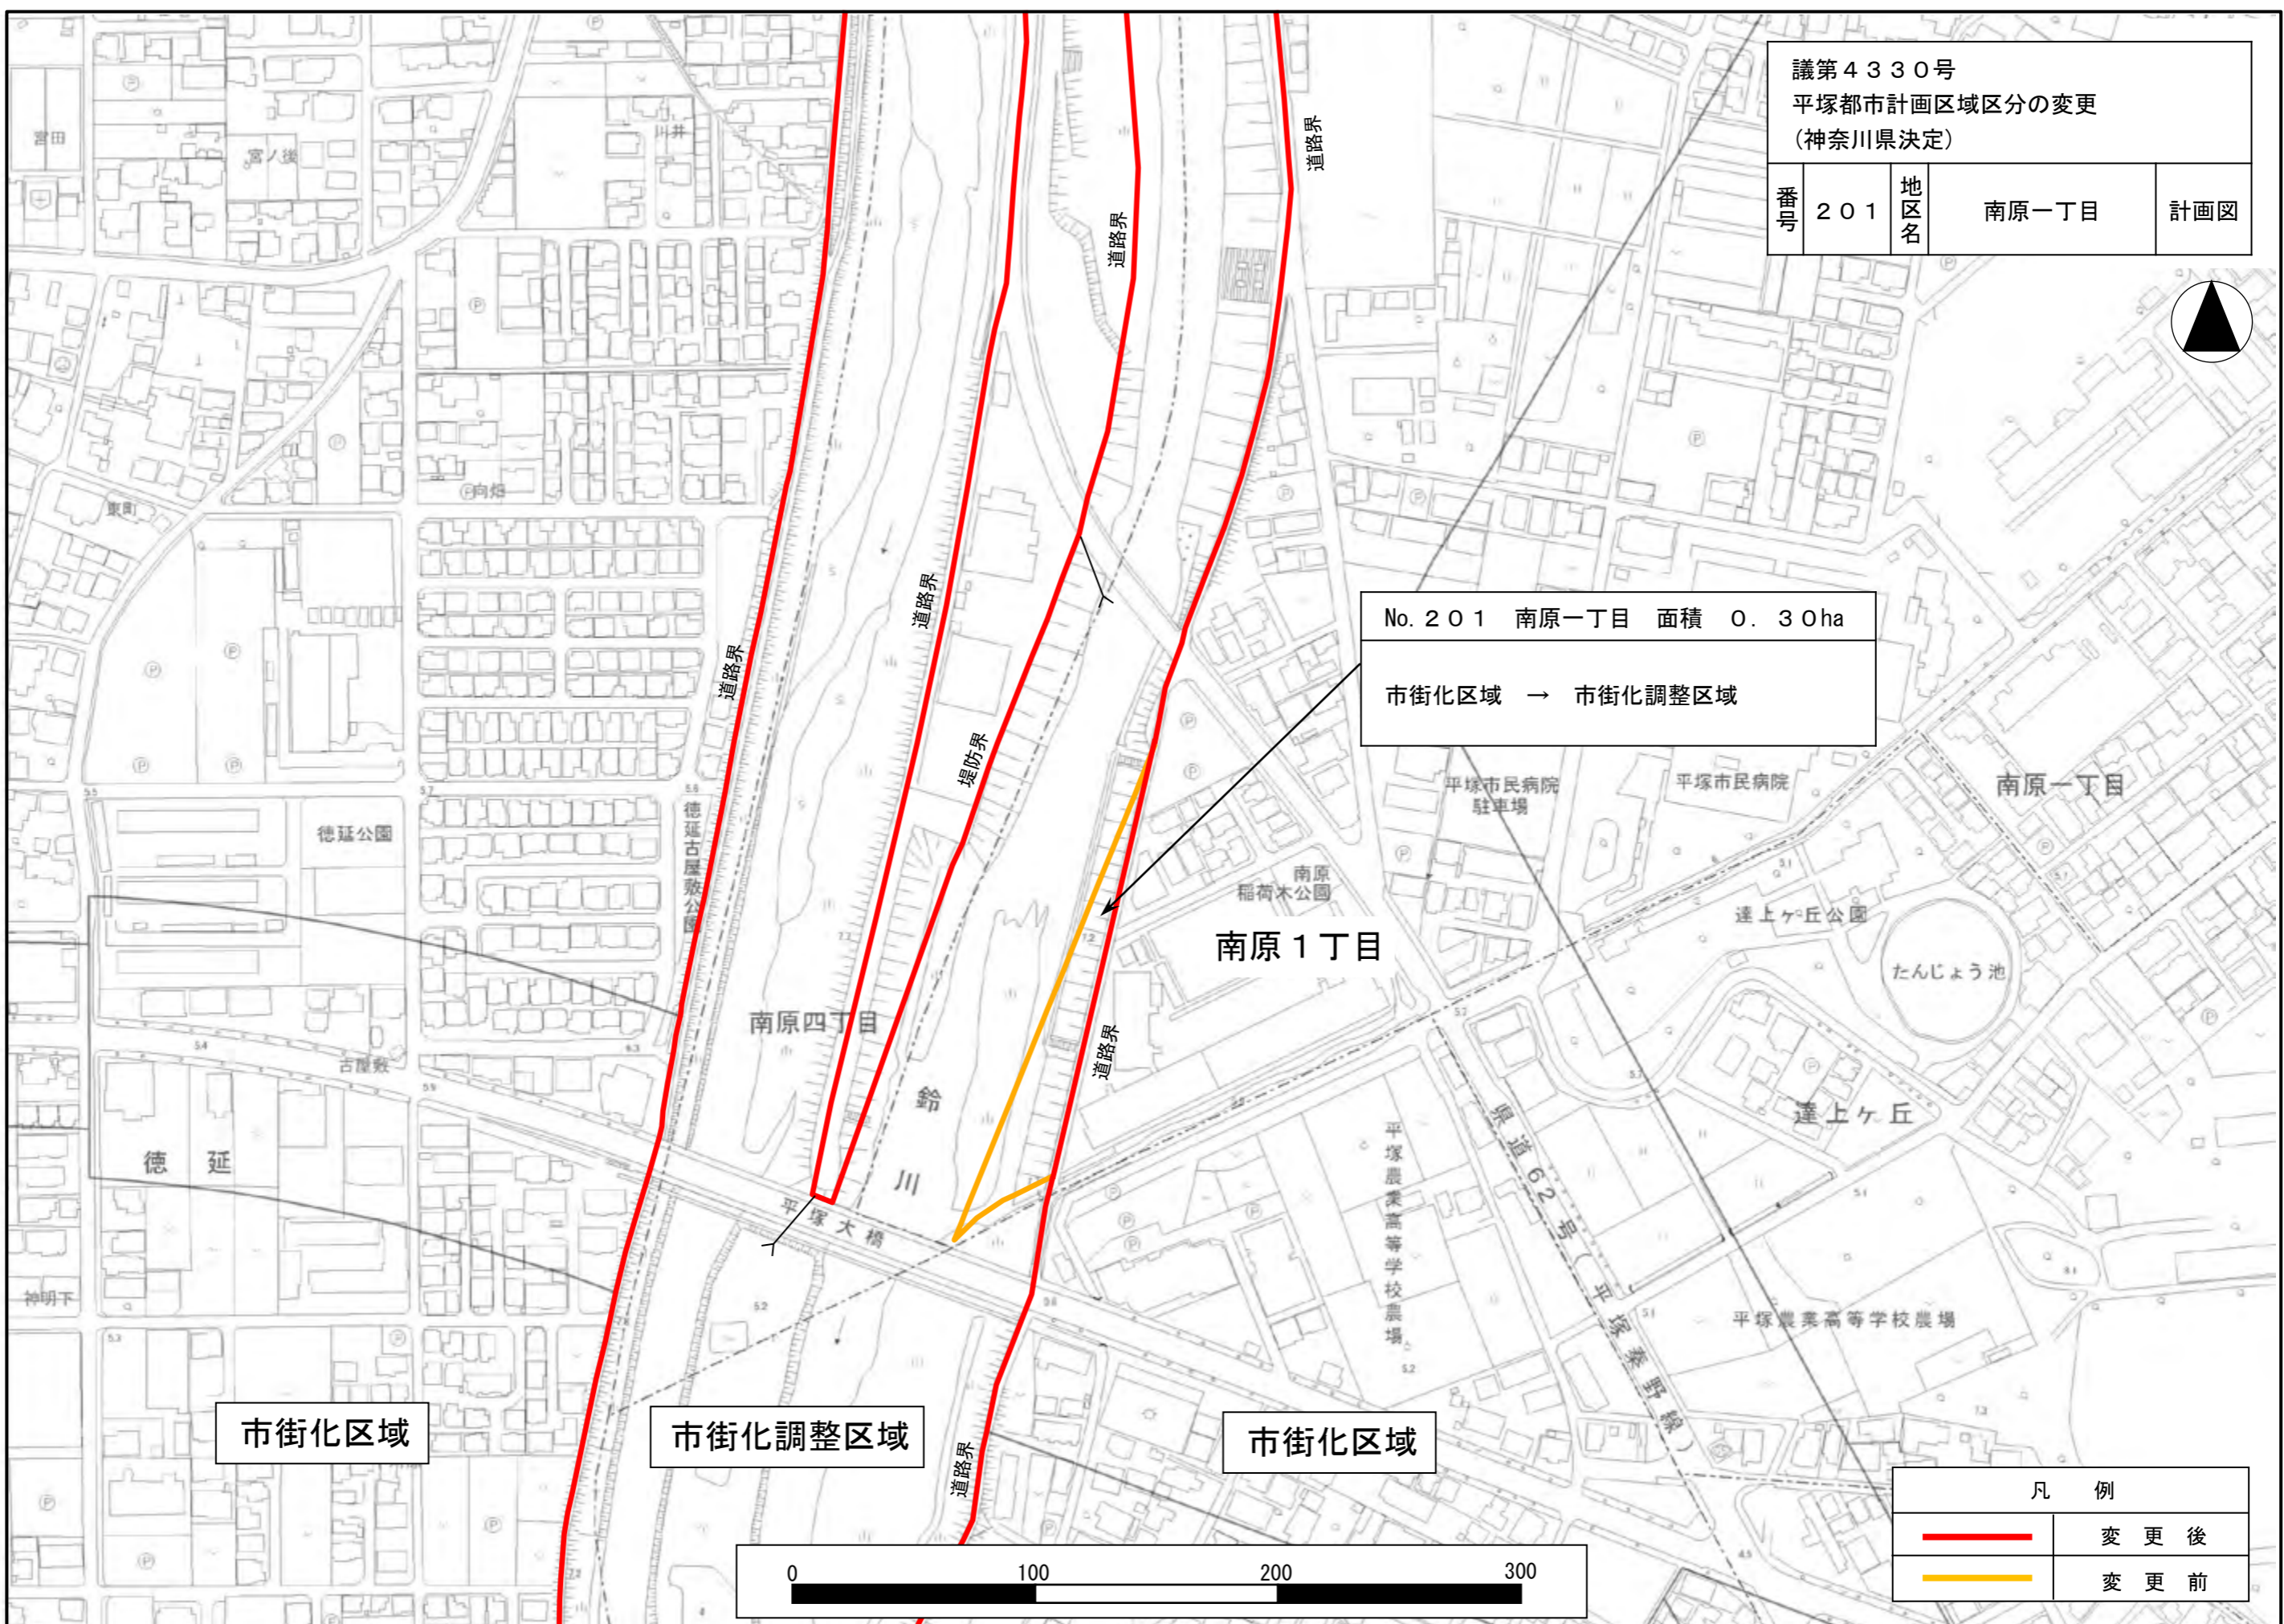 議第４３３０号
平塚都市計画区域区分の変更
(神奈川県決定)
番号
２０１
地区名
南原一丁目
計画図
宮田
宮ノ後
川井
道路界
道路界
東町
向畑
道路界
道路界
No.２０１　南原一丁目　面積　０．３０ha
市街化区域　→　市街化調整区域
堤防界
平塚市民病院
駐車場
平塚市民病院
南原一丁目
徳延公園
徳延古屋敷公園
南原
稲荷木公園
達上ヶ丘公園
南原１丁目
たんじょう池
南原四丁目
道路界
古屋敷
鈴川
達上ヶ丘
徳延
平塚大橋
平塚農業高等学校農場
県道62号(平塚秦野線)
神明下
平塚農業高等学校農場
市街化区域
市街化調整区域
市街化区域
道路界
凡　例
変　更　後
変　更　前
0　100　200　300